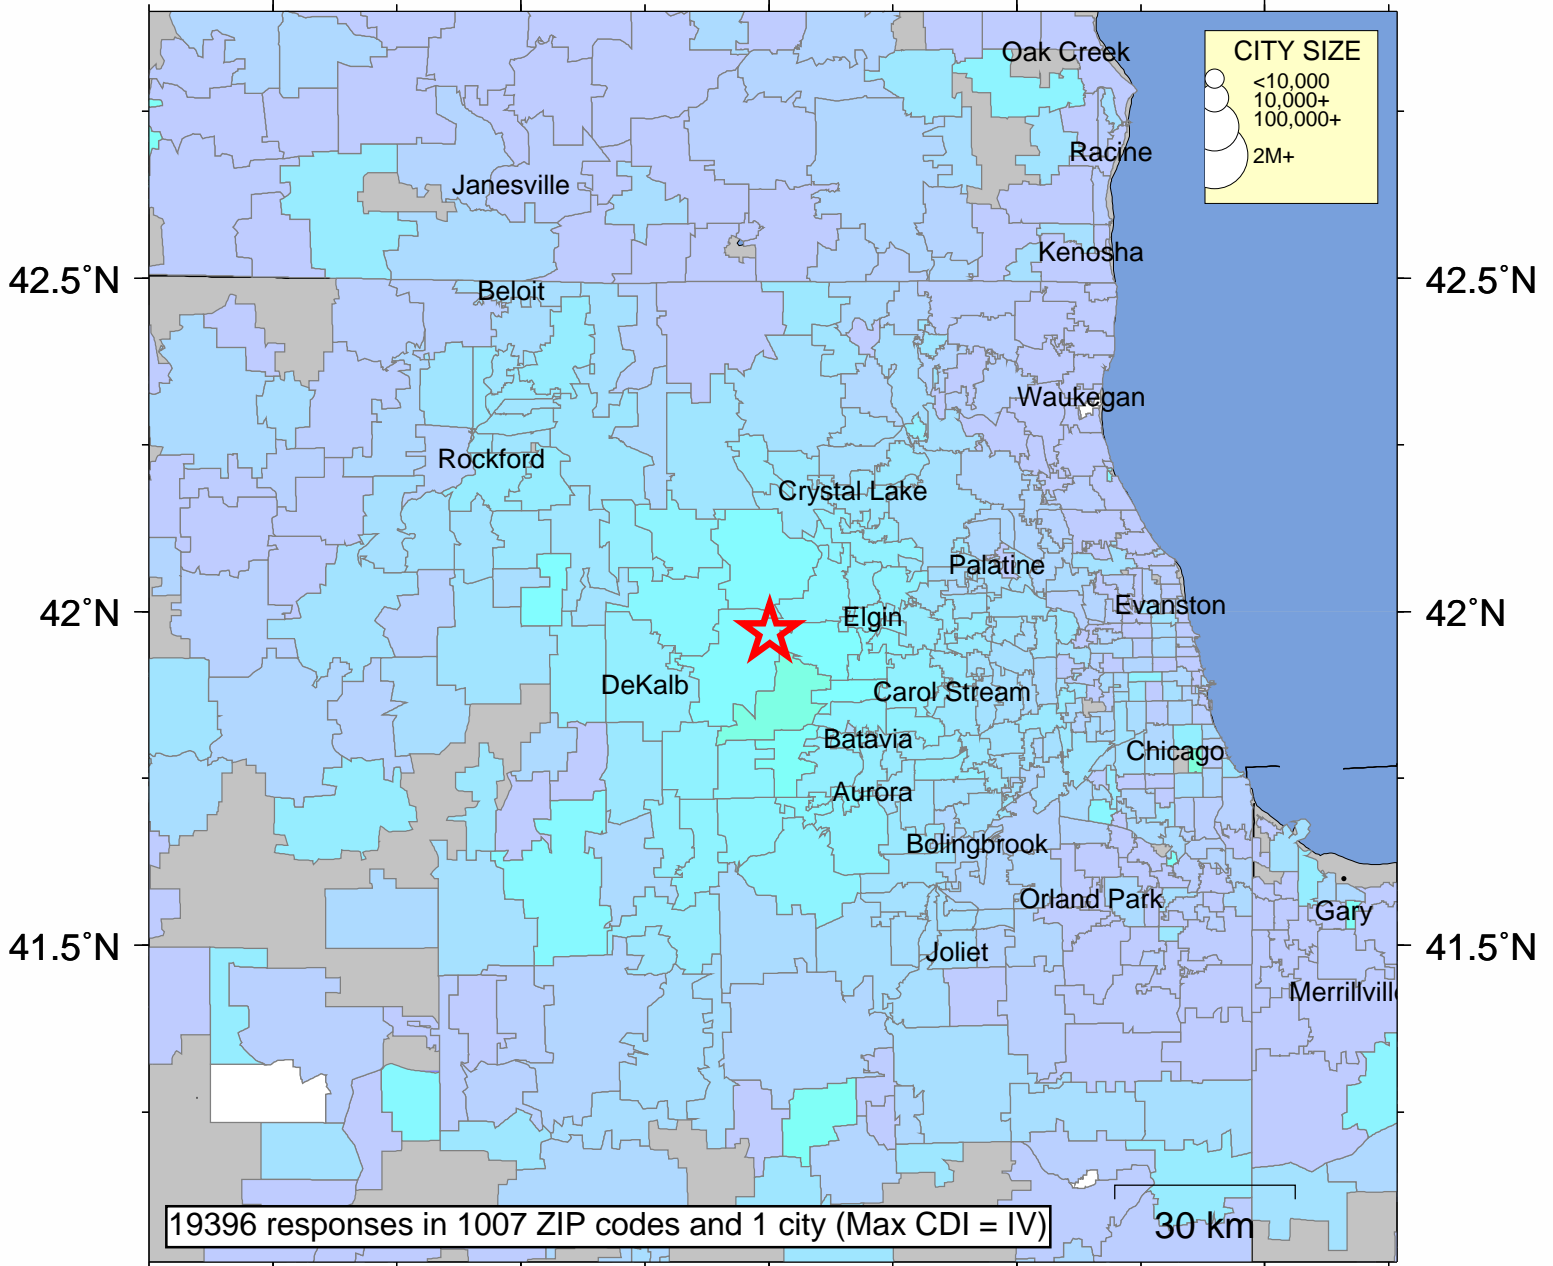 Oak Creek
CITY SIZE
<10,000
10,000+
100,000+
2M+
Racine
Janesville
Kenosha
42.5°N
42.5°N
Beloit
Waukegan
Rockford
Crystal Lake
Palatine
Evanston
42°N
42°N
Elgin
DeKalb
Carol Stream
Batavia
Chicago
Aurora
Bolingbrook
Orland Park
Gary
41.5°N
41.5°N
Joliet
Merrillville
19396 responses in 1007 ZIP codes and 1 city (Max CDI = IV)
30 km